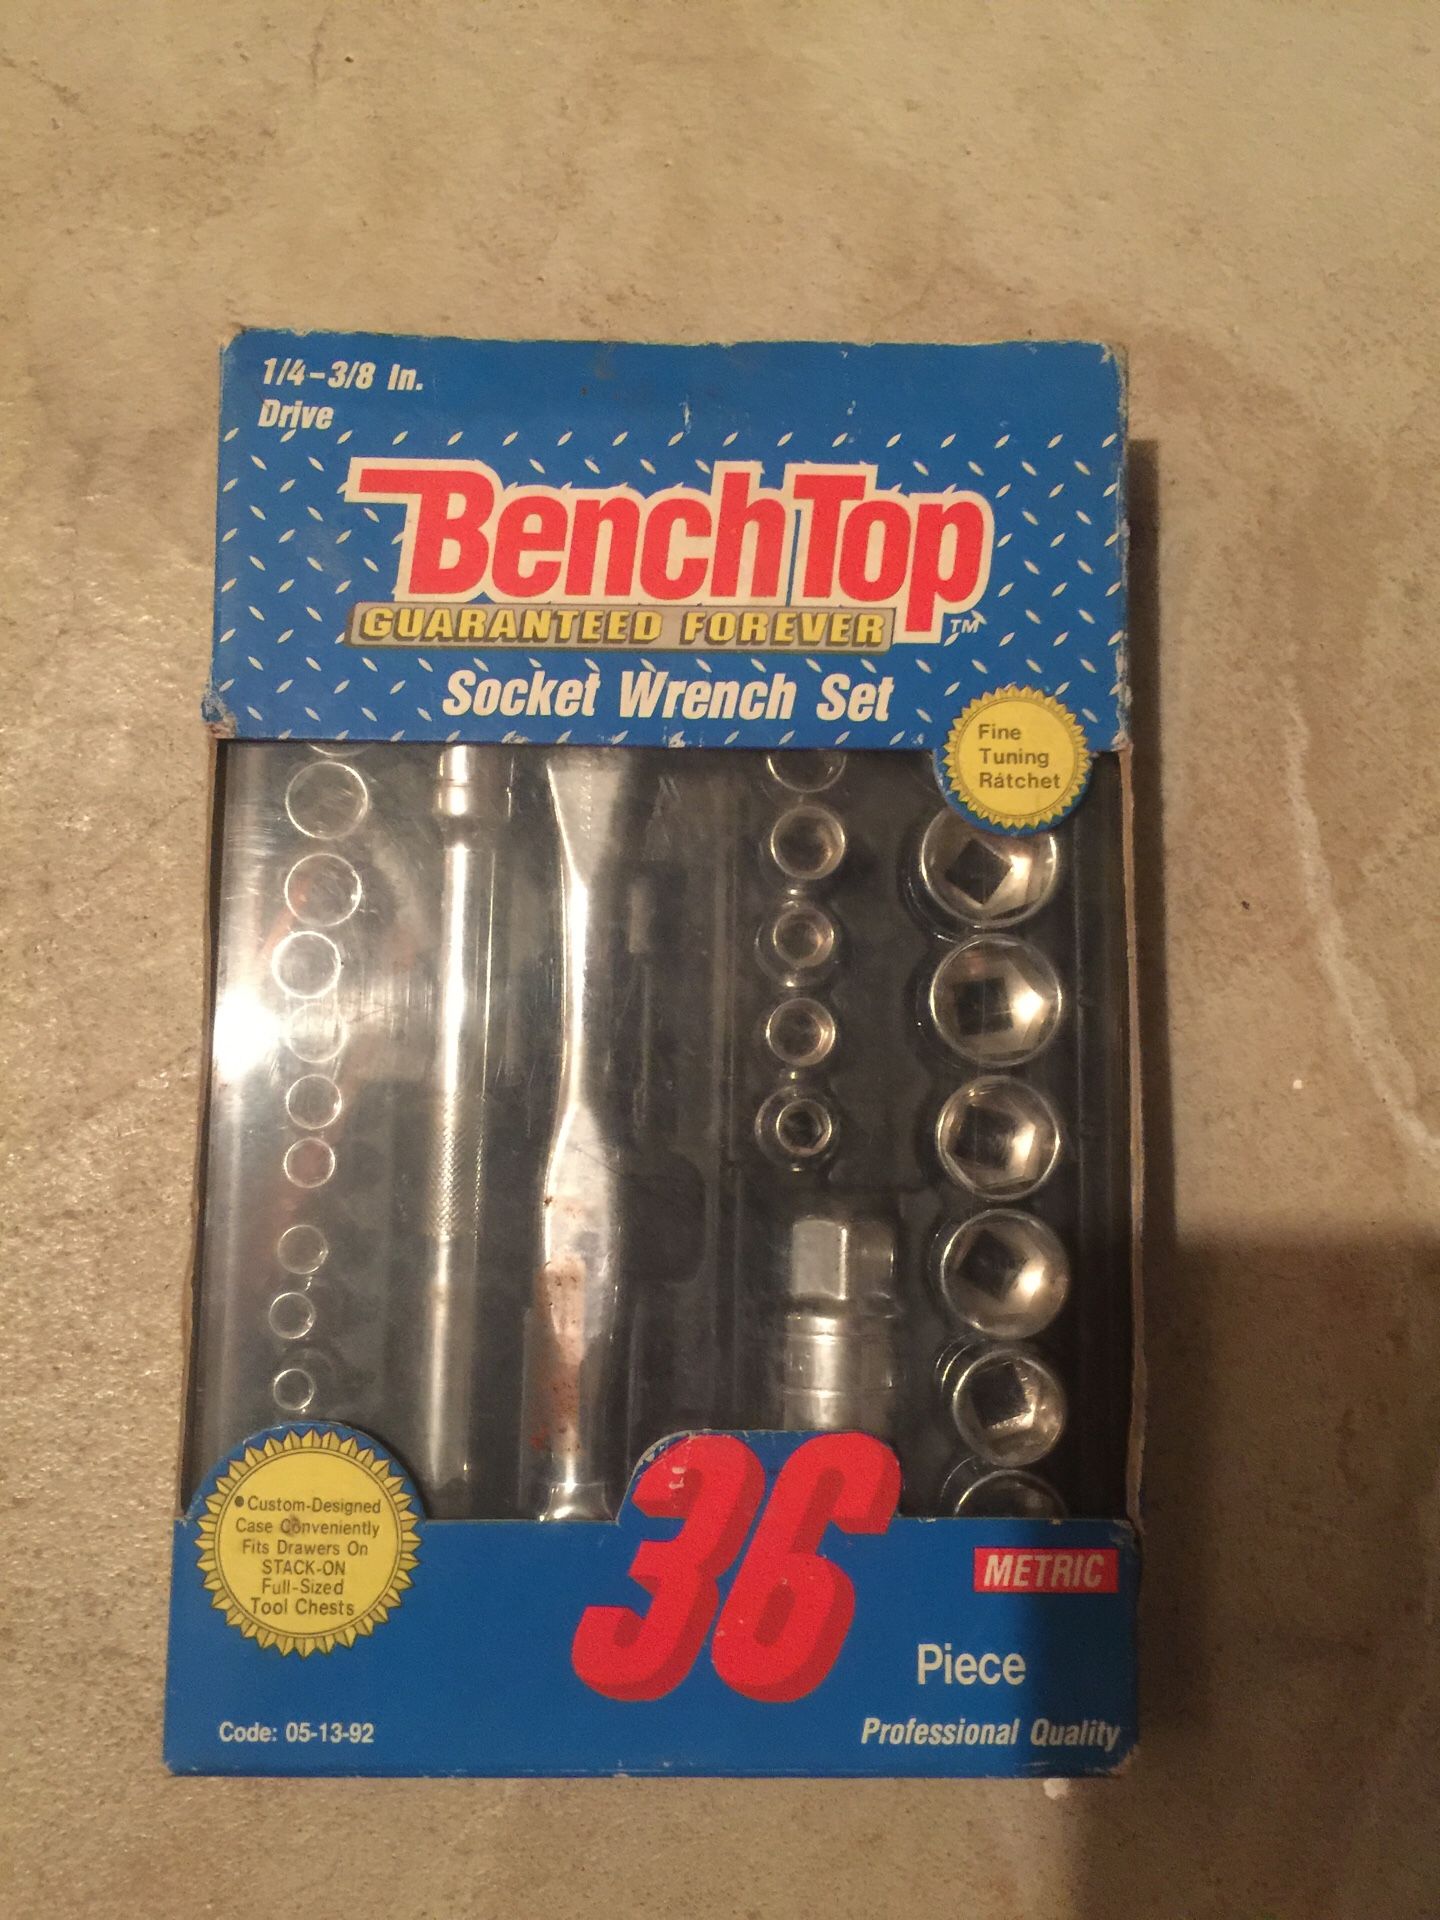 1/4-3/8 In.
Drive
BenchTop
GUARANTEED FOREVER
TM
Socket Wrench Set
Fine
Tuning
Ratchet
• Custom-Designed
Case Conveniently
Fits Drawers On
STACK-ON
Full-Sized
Tool Chests
36
METRIC
Piece
Code: 05-13-92
Professional Quality